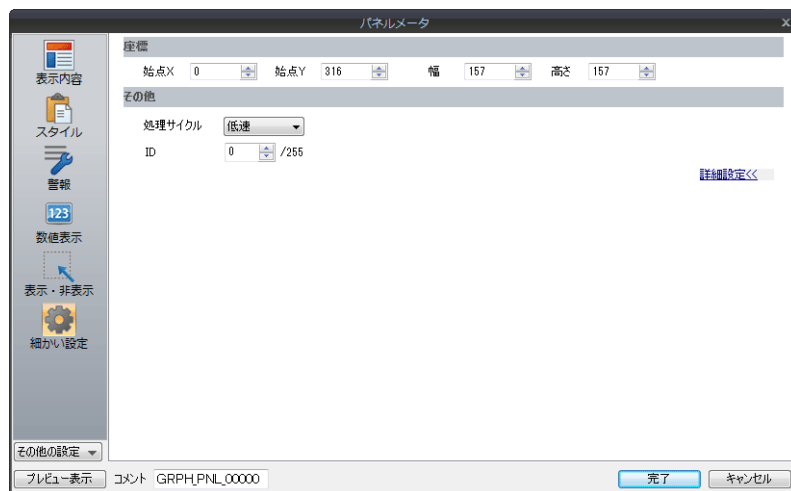 パネルメータ x
表示内容
スタイル
警報
123
数値表示
表示・非表示
細かい設定
その他の設定
座標
始点X 0 始点Y 316 幅 157 高さ 157
その他
処理サイクル 低速
ID 0 /255
詳細設定<<
プレビュー表示 コメント GRPH_PNL_00000 完了 キャンセル